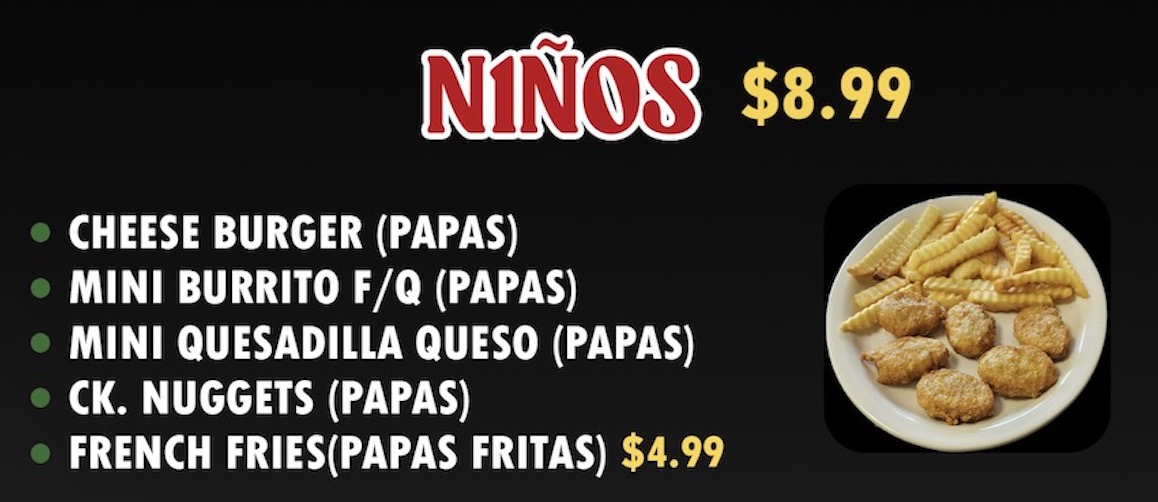 NIÑOS $8.99
CHEESE BURGER (PAPAS)
MINI BURRITO F/Q (PAPAS)
MINI QUESADILLA QUESO (PAPAS)
CK. NUGGETS (PAPAS)
FRENCH FRIES(PAPAS FRITAS) $4.99